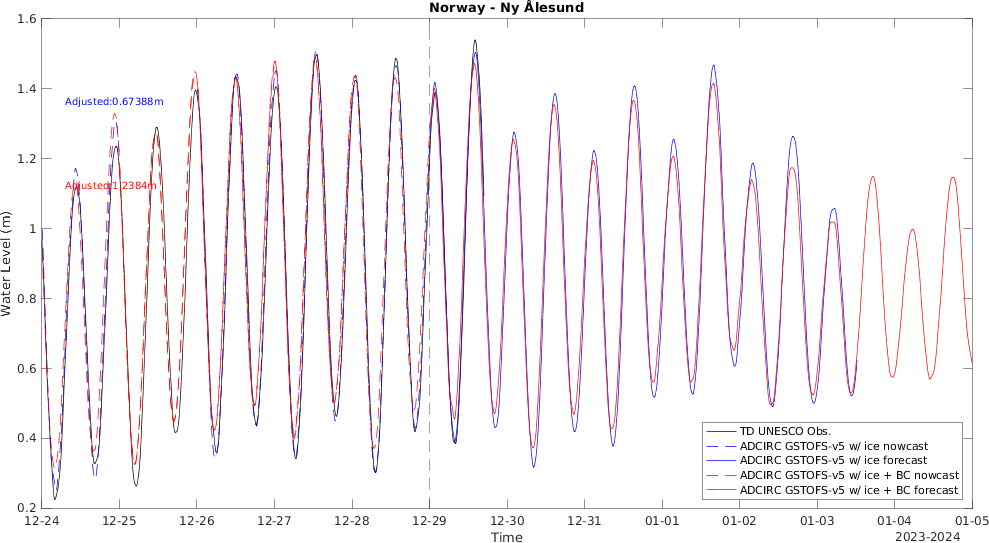 Norway - Ny Ålesund
1.6
1.4
1.2
1
0.8
0.6
0.4
0.2
Water Level (m)
Adjusted:0.67388m
Adjusted:1.2384m
TD UNESCO Obs.
ADCIRC GSTOFS-v5 w/ ice nowcast
ADCIRC GSTOFS-v5 w/ ice forecast
ADCIRC GSTOFS-v5 w/ ice + BC nowcast
ADCIRC GSTOFS-v5 w/ ice + BC forecast
12-24 12-25 12-26 12-27 12-28 12-29 12-30 12-31 01-01 01-02 01-03 01-04 01-05
Time
2023-2024